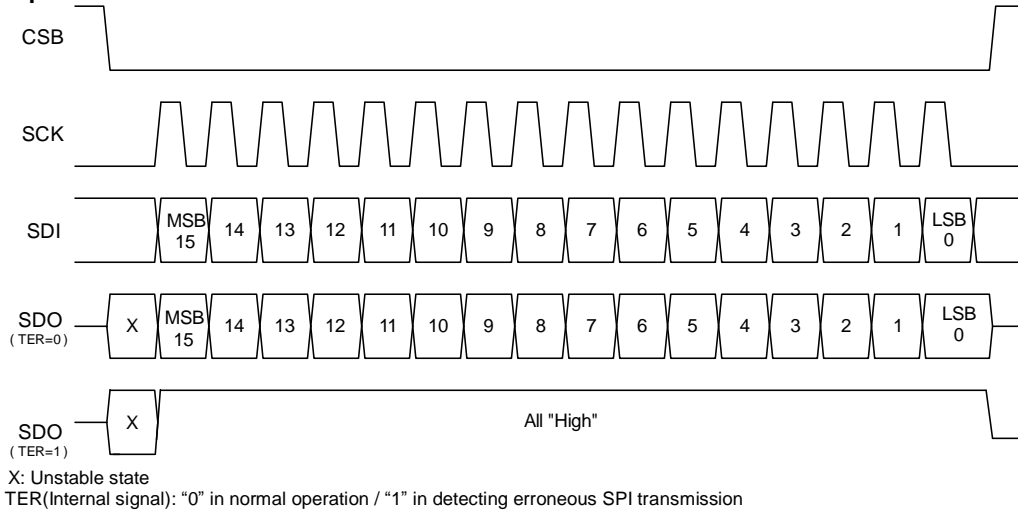 CSB
SCK
SDI
MSB 15 14 13 12 11 10 9 8 7 6 5 4 3 2 1 LSB 0
SDO
( TER=0 )
X MSB 15 14 13 12 11 10 9 8 7 6 5 4 3 2 1 LSB 0
SDO
( TER=1 )
X All "High"
X: Unstable state
TER(Internal signal): “0” in normal operation / “1” in detecting erroneous SPI transmission